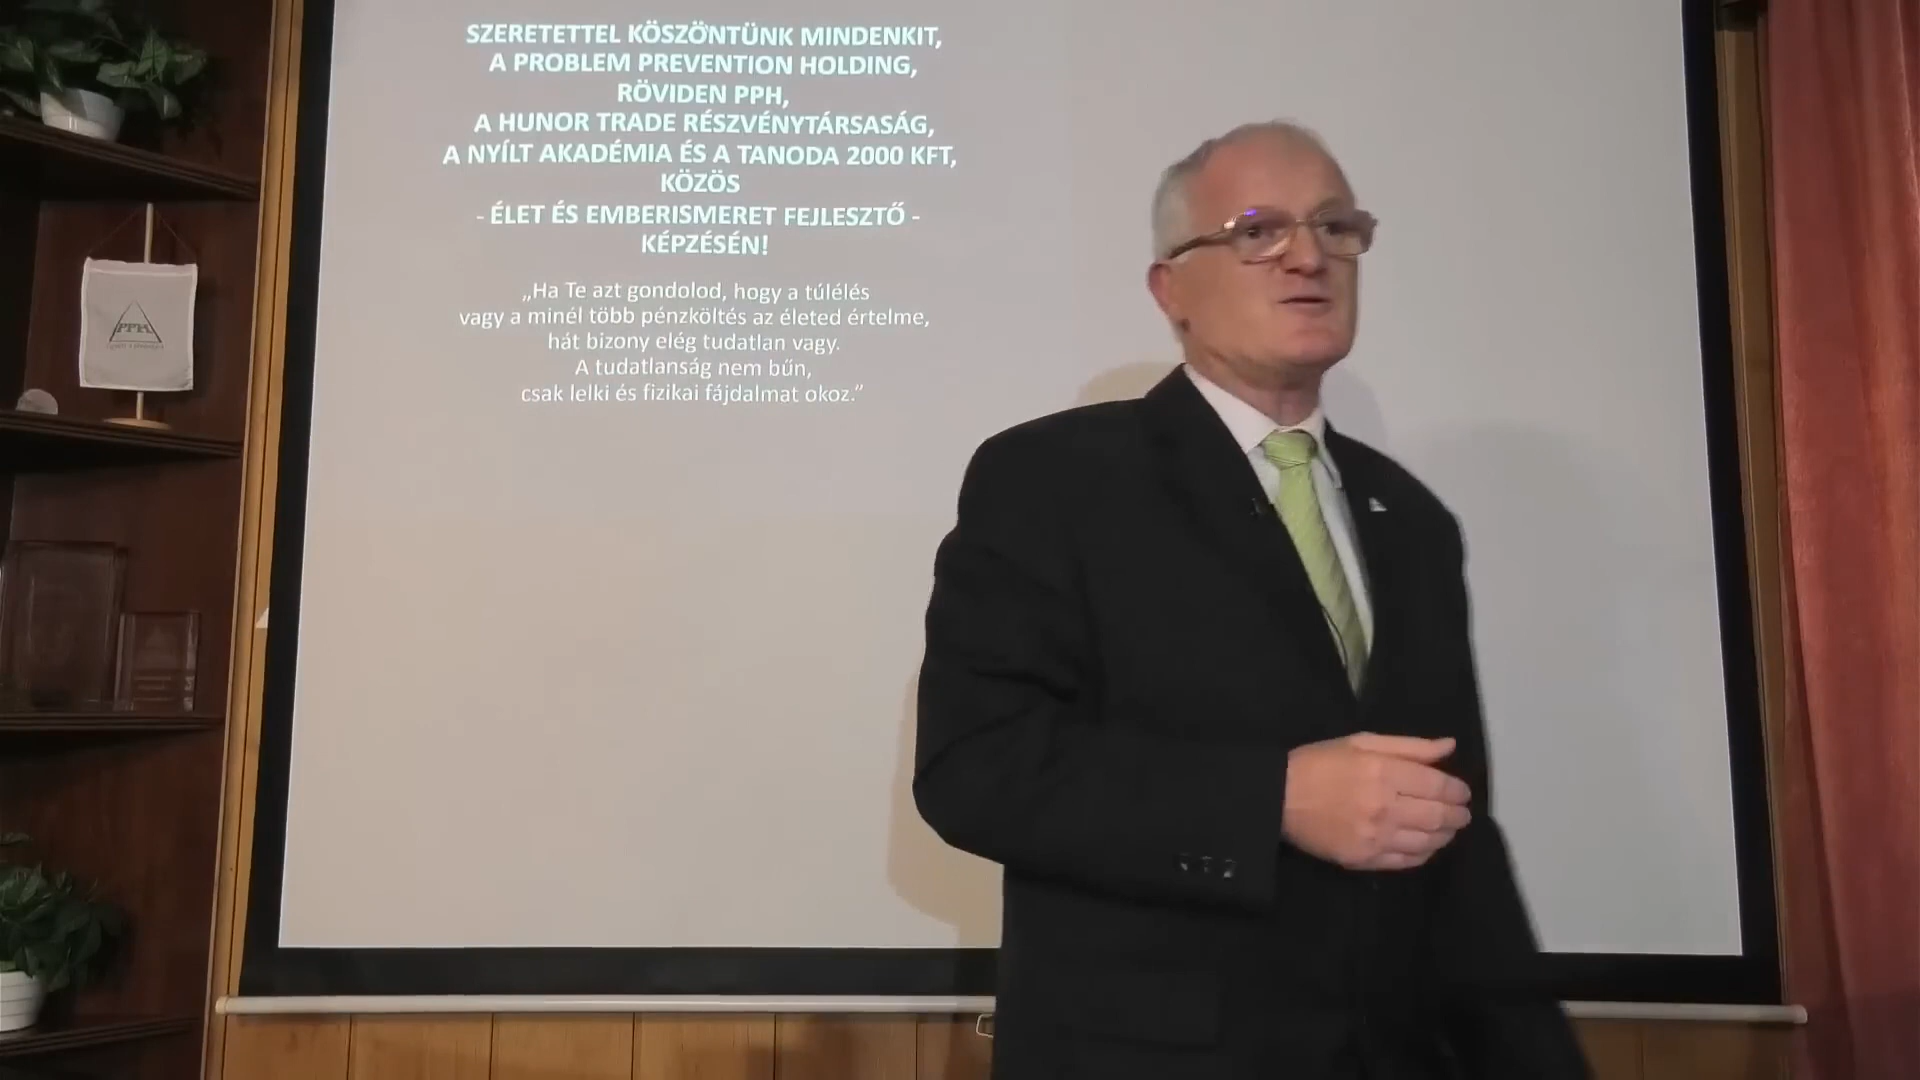 SZERETETTEL KÖSZÖNTÜNK MINDENKIT,
A PROBLEM PREVENTION HOLDING,
RÖVIDEN PPH,
A HUNOR TRADE RÉSZVÉNYTÁRSASÁG,
A NYÍLT AKADÉMIA ÉS A TANODA 2000 KFT,
KÖZÖS
- ÉLET ÉS EMBERISMERET FEJLESZTŐ -
KÉPZÉSÉN!
„Ha Te azt gondolod, hogy a túlélés
vagy a minél több pénzköltés az életed értelme,
hát bizony elég tudatlan vagy.
A tudatlanság nem bűn,
csak lelki és fizikai fájdalmat okoz.”
PPH